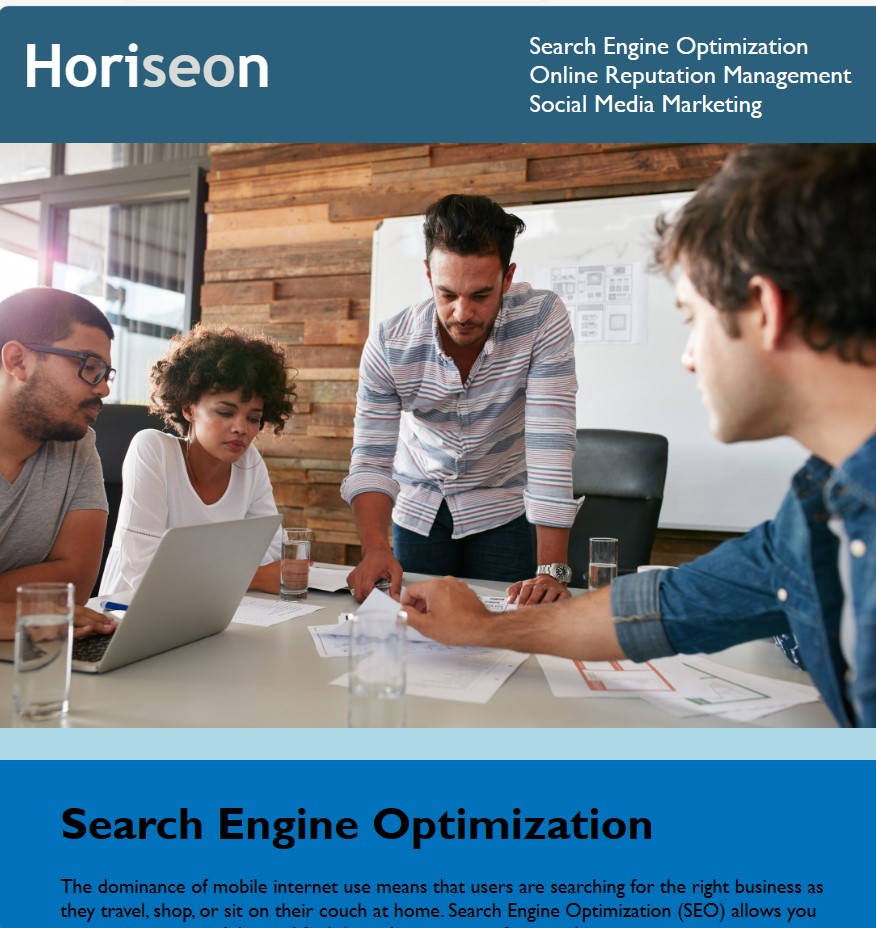 Horiseon
Search Engine Optimization
Online Reputation Management
Social Media Marketing
Search Engine Optimization
The dominance of mobile internet use means that users are searching for the right business as
they travel, shop, or sit on their couch at home. Search Engine Optimization (SEO) allows you